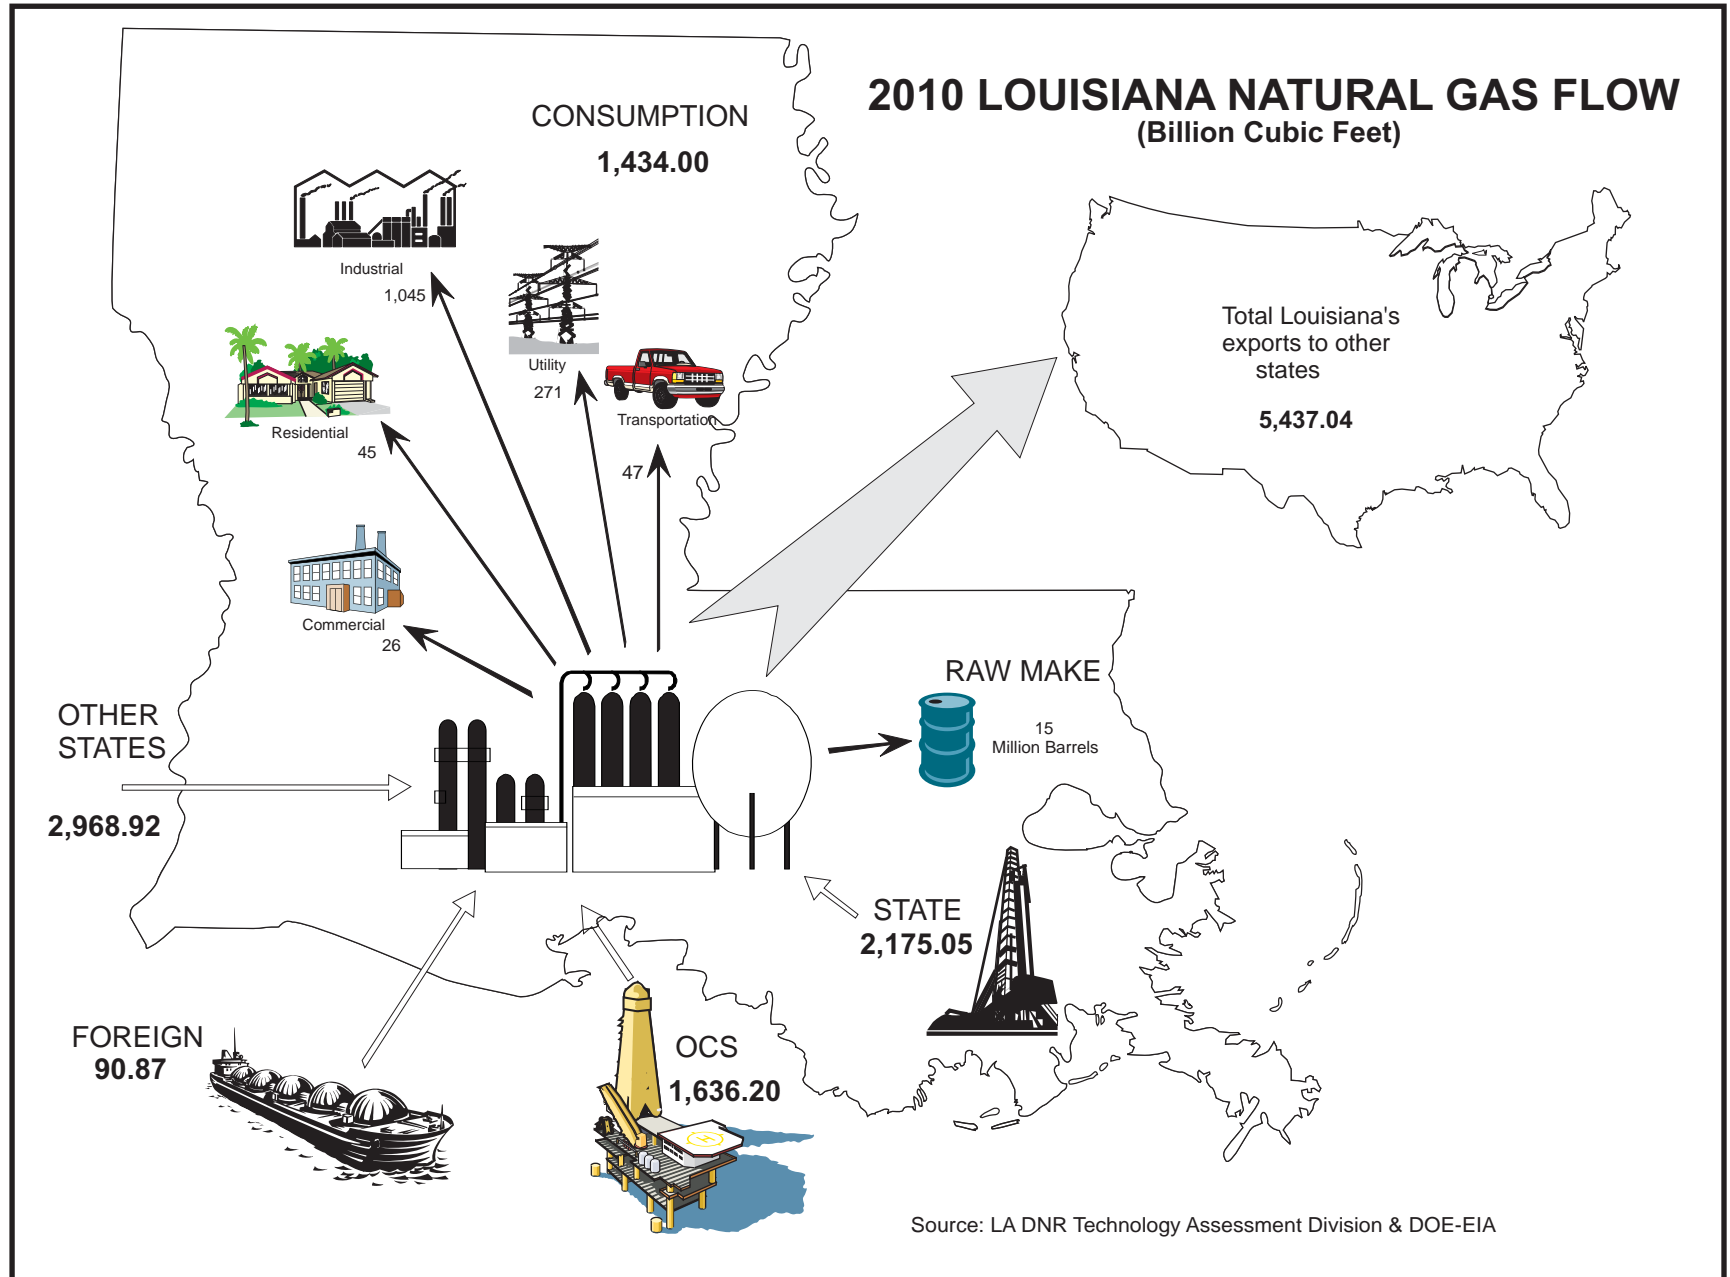 2010 LOUISIANA NATURAL GAS FLOW
(Billion Cubic Feet)
CONSUMPTION
1,434.00
Industrial
1,045
Utility
271
Transportation
47
Residential
45
Commercial
26
Total Louisiana's
exports to other
states
5,437.04
RAW MAKE
15
Million Barrels
OTHER
STATES
2,968.92
STATE
2,175.05
FOREIGN
90.87
OCS
1,636.20
H
Source: LA DNR Technology Assessment Division & DOE-EIA